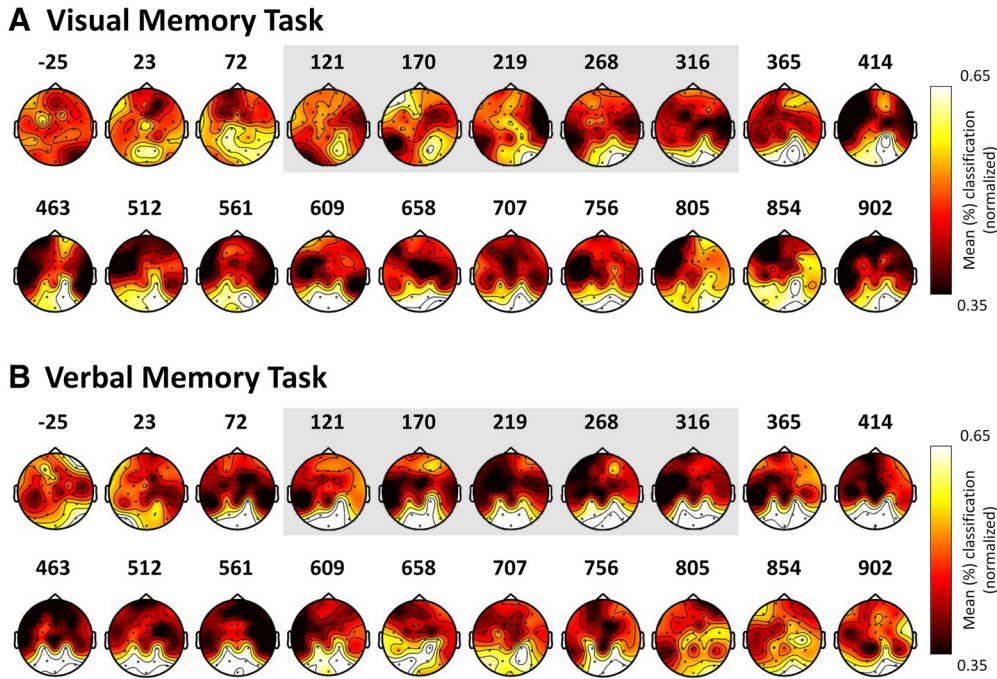 A Visual Memory Task
-25 23 72 121 170 219 268 316 365 414
463 512 561 609 658 707 756 805 854 902
0.65
Mean (%) classification
(normalized)
0.35
B Verbal Memory Task
-25 23 72 121 170 219 268 316 365 414
463 512 561 609 658 707 756 805 854 902
0.65
Mean (%) classification
(normalized)
0.35